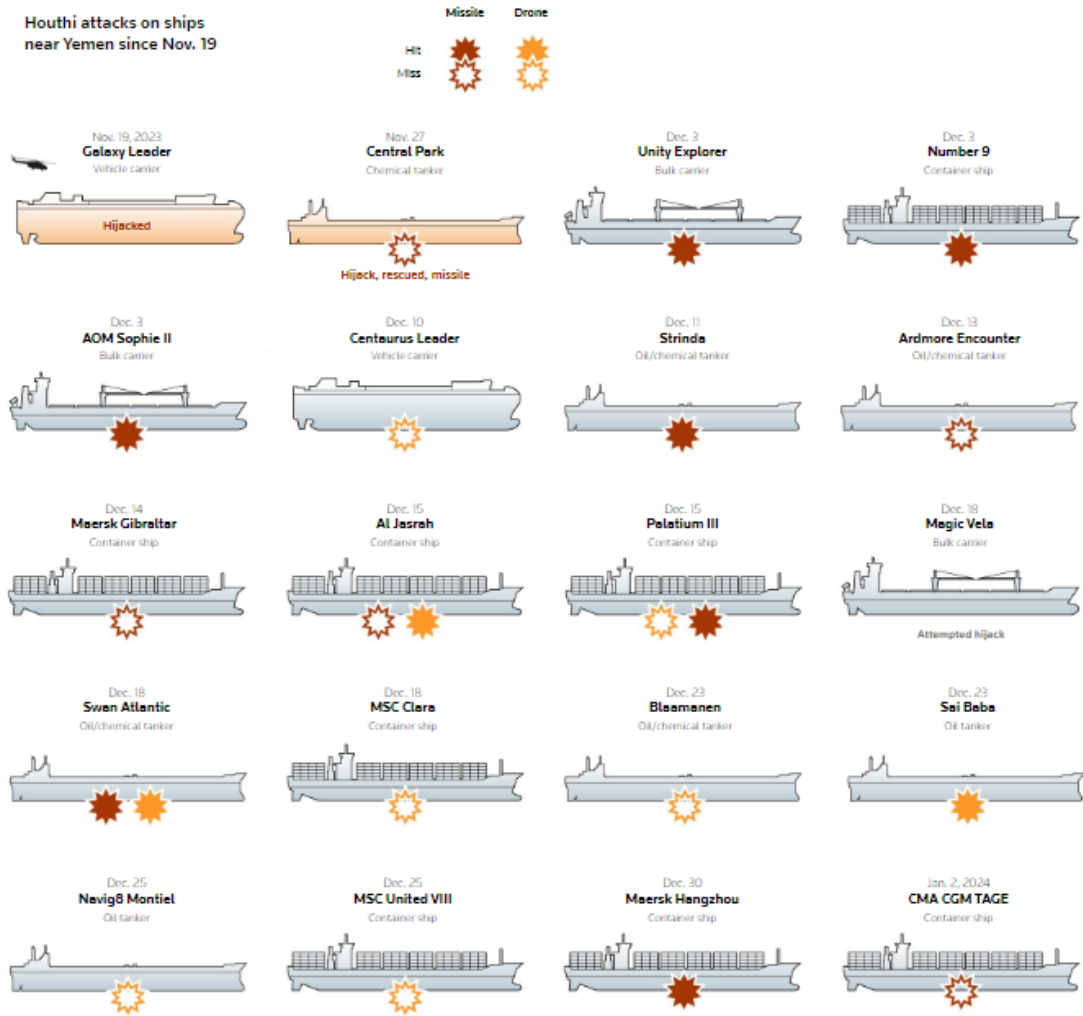 Houthi attacks on ships
near Yemen since Nov. 19
Missile Drone
Hit
Miss
Nov. 19, 2023
Galaxy Leader
Vehicle carrier
Hijacked
Nov. 27
Central Park
Chemical tanker
Hijack, rescued, missile
Dec. 3
Unity Explorer
Bulk carrier
Dec. 3
Number 9
Container ship
Dec. 3
AOM Sophie II
Bulk carrier
Dec. 10
Centaurus Leader
Vehicle carrier
Dec. 11
Strinda
Oil/chemical tanker
Dec. 13
Ardmore Encounter
Oil/chemical tanker
Dec. 14
Maersk Gibraltar
Container ship
Dec. 15
Al Jasrah
Container ship
Dec. 15
Palatium III
Container ship
Dec. 18
Magic Vela
Bulk carrier
Attempted hijack
Dec. 18
Swan Atlantic
Oil/chemical tanker
Dec. 18
MSC Clara
Container ship
Dec. 23
Blaamanen
Oil/chemical tanker
Dec. 23
Sai Baba
Oil tanker
Dec. 25
Navig8 Montiel
Oil tanker
Dec. 25
MSC United VIII
Container ship
Dec. 30
Maersk Hangzhou
Container ship
Jan. 2, 2024
CMA CGM TAGE
Container ship